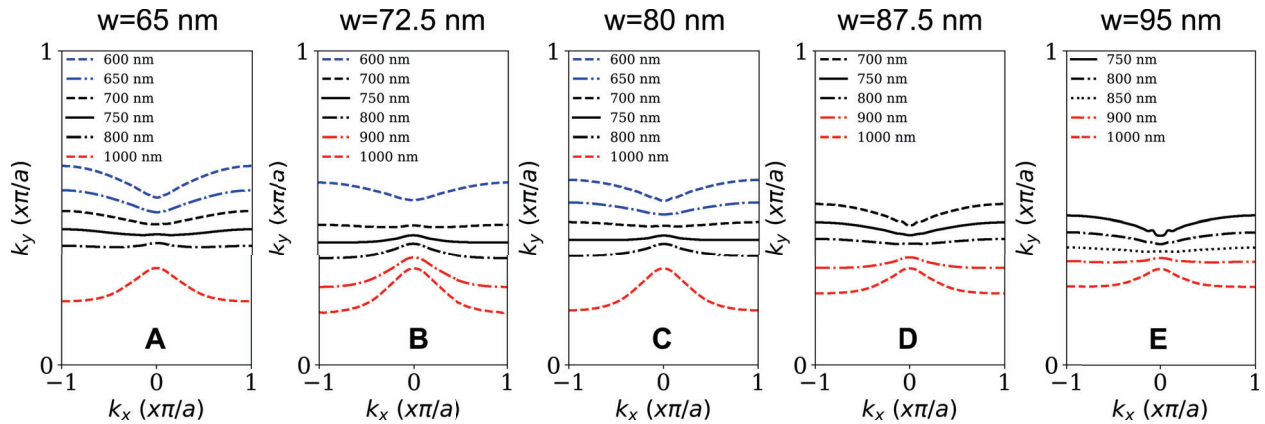 w=65 nm
w=72.5 nm
w=80 nm
w=87.5 nm
w=95 nm
1
600 nm
650 nm
700 nm
750 nm
800 nm
1000 nm
k_y (xπ/a)
A
0
−1
0
1
k_x (xπ/a)
1
600 nm
700 nm
750 nm
800 nm
900 nm
1000 nm
k_y (xπ/a)
B
0
−1
0
1
k_x (xπ/a)
1
600 nm
650 nm
700 nm
750 nm
800 nm
1000 nm
k_y (xπ/a)
C
0
−1
0
1
k_x (xπ/a)
1
700 nm
750 nm
800 nm
900 nm
1000 nm
k_y (xπ/a)
D
0
−1
0
1
k_x (xπ/a)
1
750 nm
800 nm
850 nm
900 nm
1000 nm
k_y (xπ/a)
E
0
−1
0
1
k_x (xπ/a)